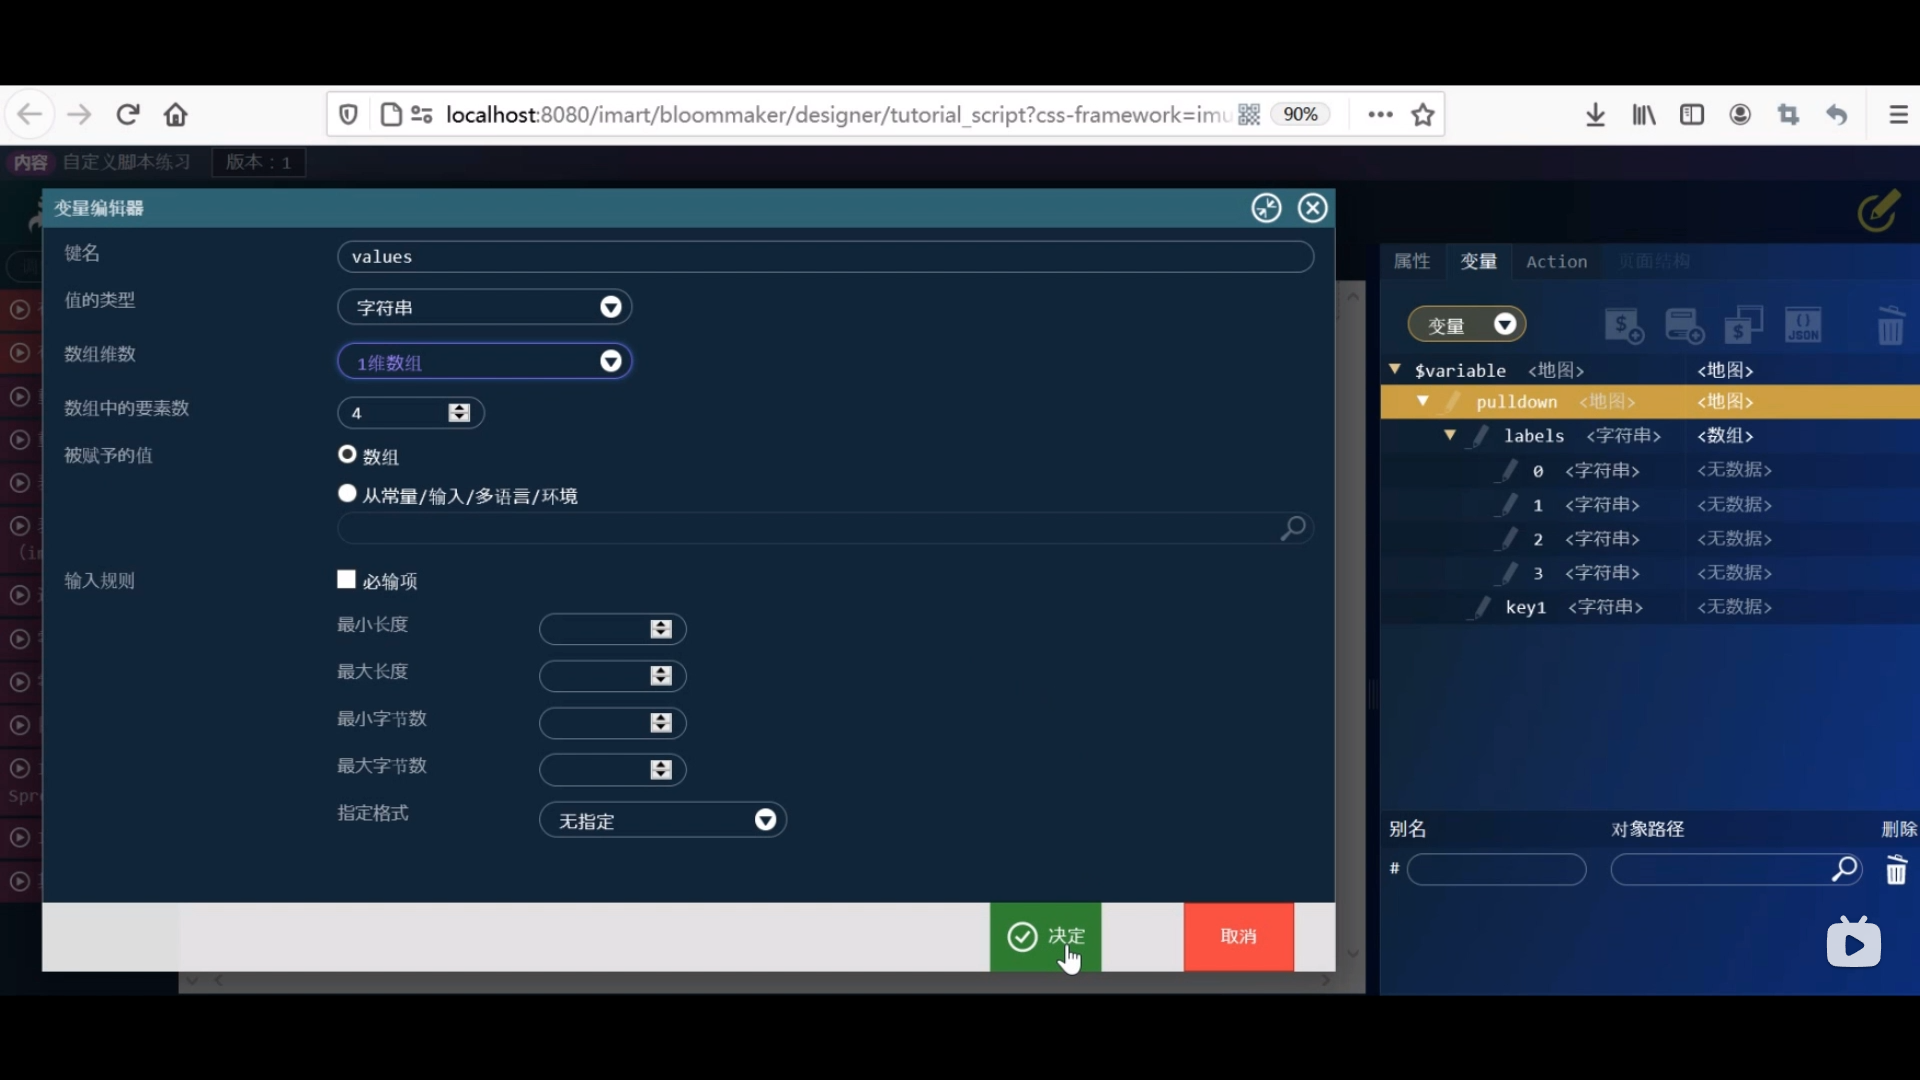 localhost:8080/imart/bloommaker/designer/tutorial_script?css-framework=imu
90%
内容 自定义脚本练习 版本：1
变量编辑器
键名 values
值的类型 字符串
数组维数 1维数组
数组中的要素数 4
被赋予的值 数组
从常量/输入/多语言/环境
输入规则 必输项
最小长度
最大长度
最小字节数
最大字节数
指定格式 无指定
决定 取消
属性 变量 Action 页面结构
变量
JSON
$variable <地图> <地图>
pulldown <地图> <地图>
labels <字符串> <数组>
0 <字符串> <无数据>
1 <字符串> <无数据>
2 <字符串> <无数据>
3 <字符串> <无数据>
key1 <字符串> <无数据>
别名 对象路径 删除
#